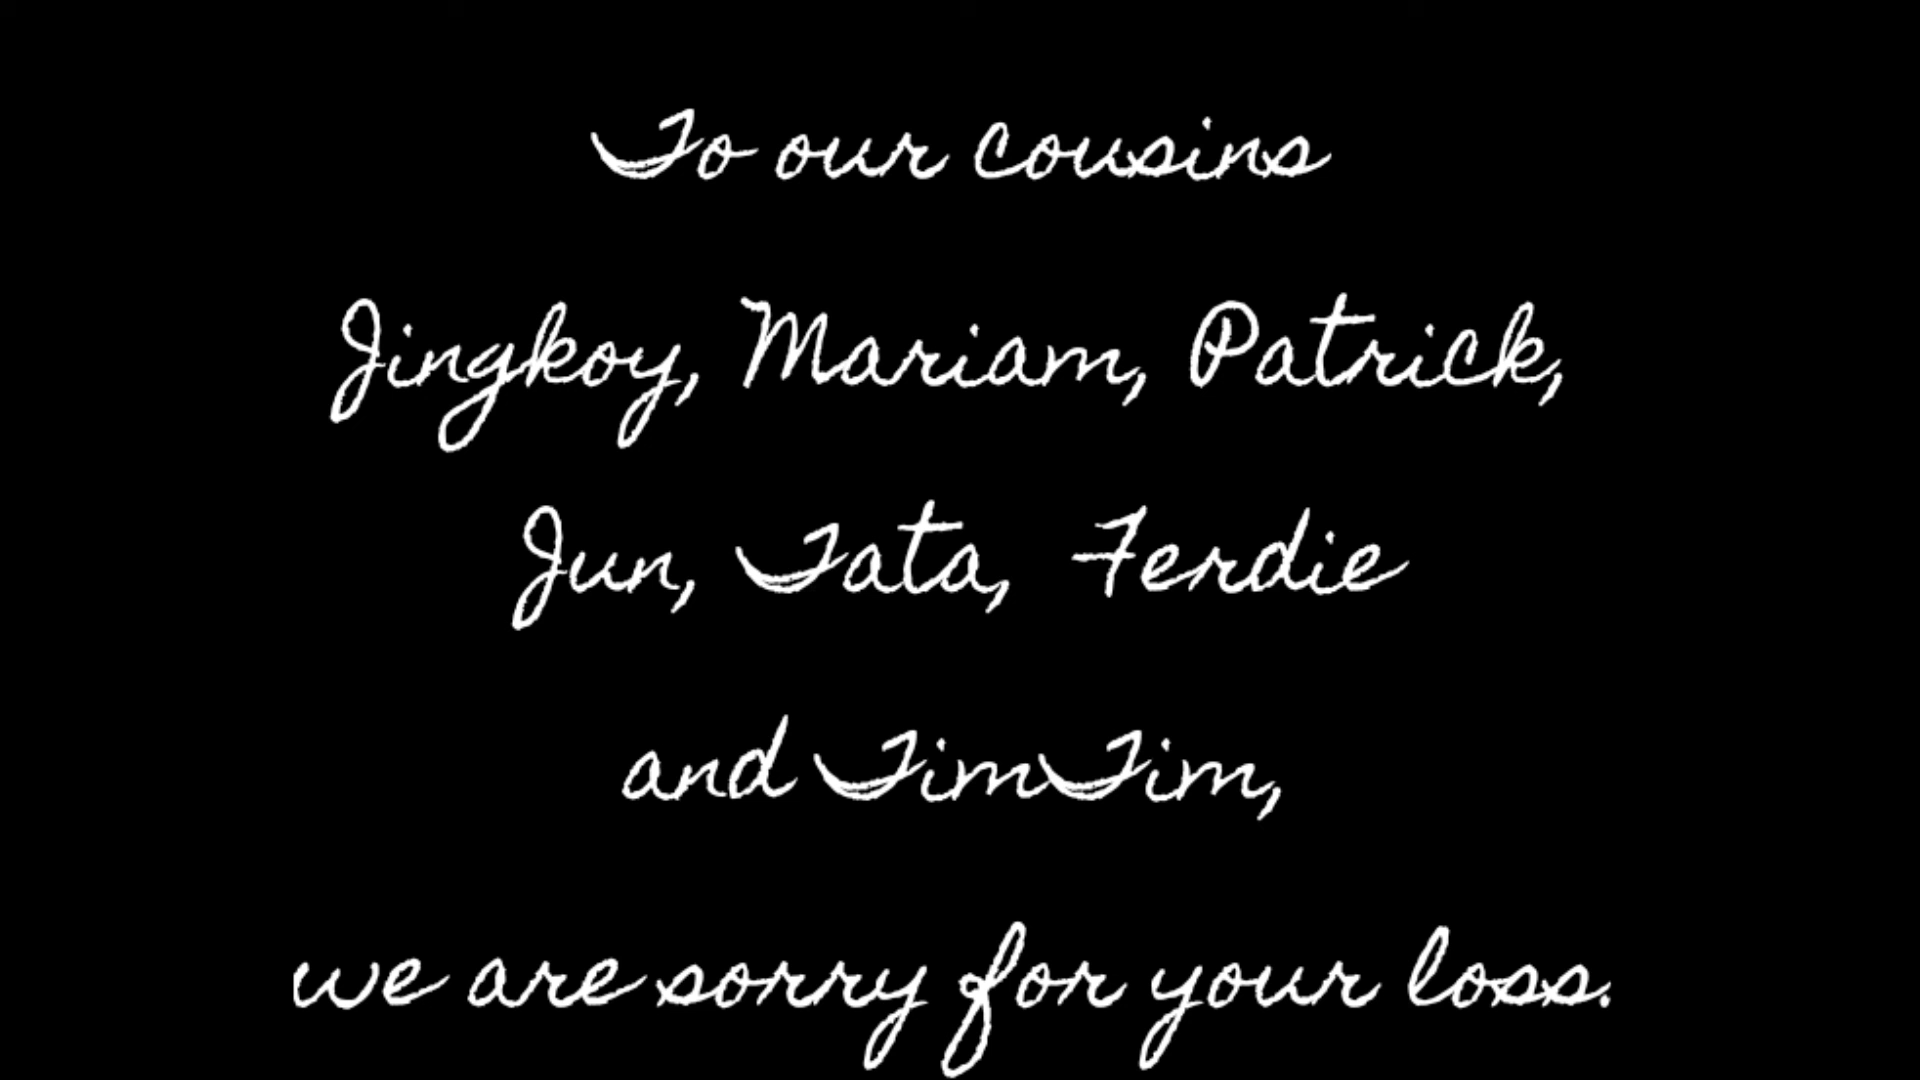 To our cousins
Jingkoy, Mariam, Patrick,
Jun, Tata, Ferdie
and TimTim,
we are sorry for your loss.